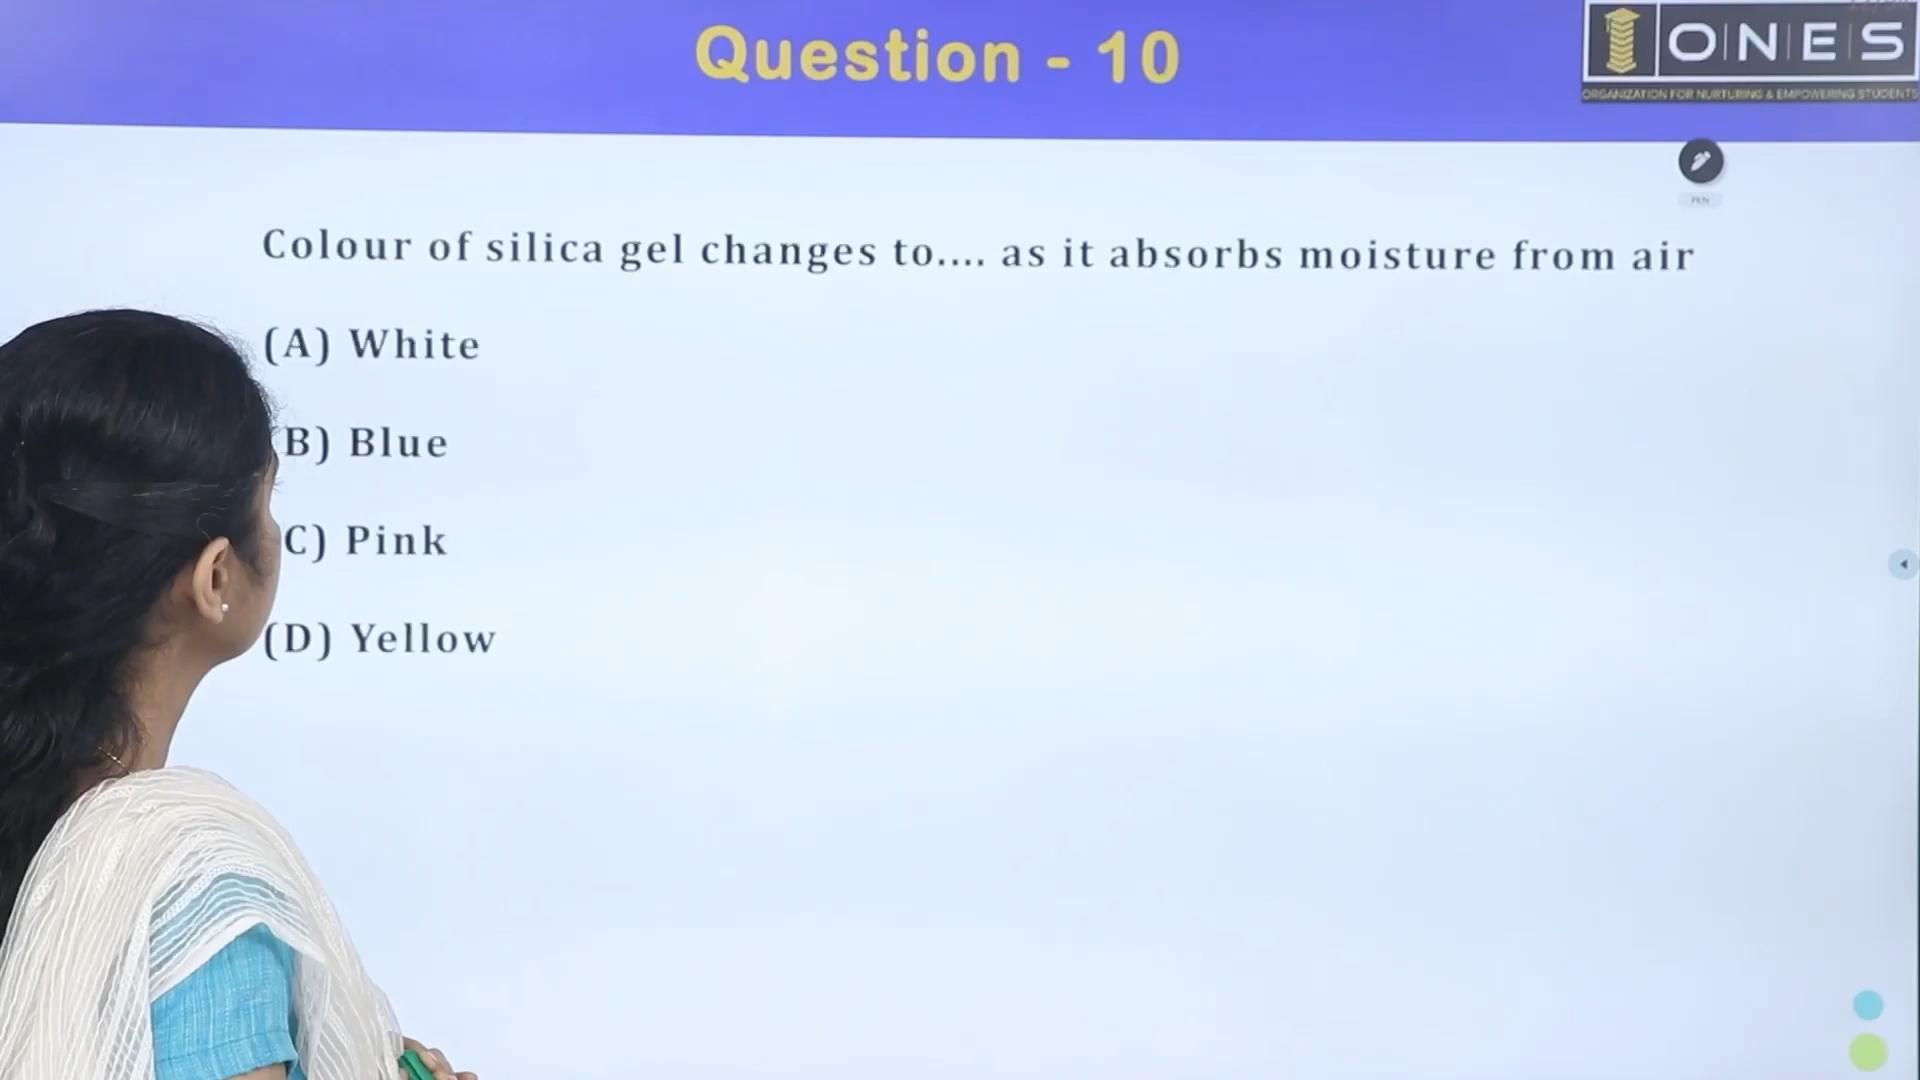 Question - 10
ONES
ORGANIZATION FOR NURTURING & EMPOWERING STUDENTS
PEN
Colour of silica gel changes to.... as it absorbs moisture from air
(A) White
B) Blue
C) Pink
(D) Yellow